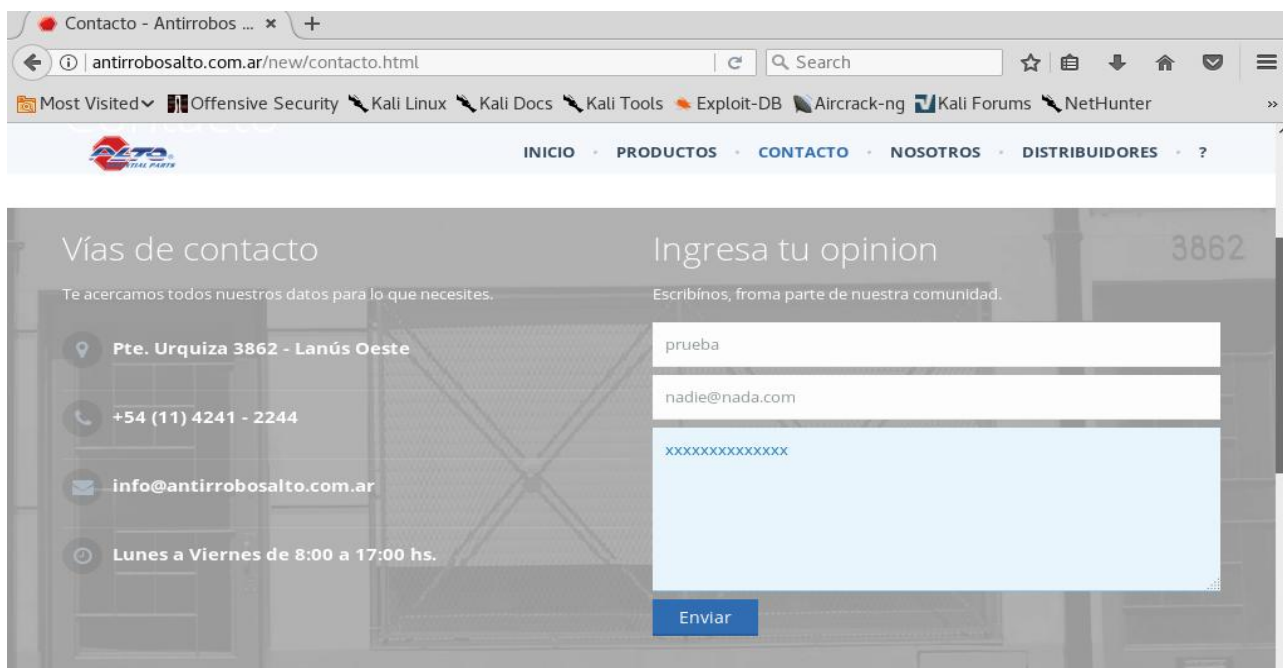 Contacto - Antirrobos ...
antirrobosalto.com.ar/new/contacto.html
Search
Most Visited Offensive Security Kali Linux Kali Docs Kali Tools Exploit-DB Aircrack-ng Kali Forums NetHunter »
Contacto
ALTO
INICIO PRODUCTOS CONTACTO NOSOTROS DISTRIBUIDORES ?
Vías de contacto
Te acercamos todos nuestros datos para lo que necesites.
Pte. Urquiza 3862 - Lanús Oeste
+54 (11) 4241 - 2244
info@antirrobosalto.com.ar
Lunes a Viernes de 8:00 a 17:00 hs.
Ingresa tu opinion
3862
Escribínos, froma parte de nuestra comunidad.
prueba
nadie@nada.com
xxxxxxxxxxxxxx
Enviar